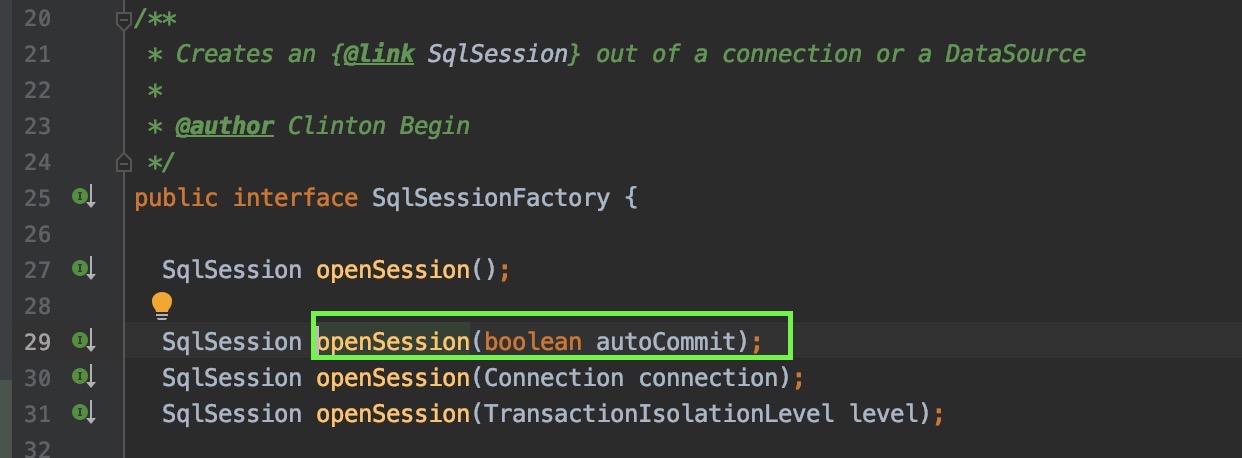 20 /**
21 * Creates an {@link SqlSession} out of a connection or a DataSource
22 *
23 * @author Clinton Begin
24 */
25 public interface SqlSessionFactory {
26
27 SqlSession openSession();
28
29 SqlSession openSession(boolean autoCommit);
30 SqlSession openSession(Connection connection);
31 SqlSession openSession(TransactionIsolationLevel level);
32